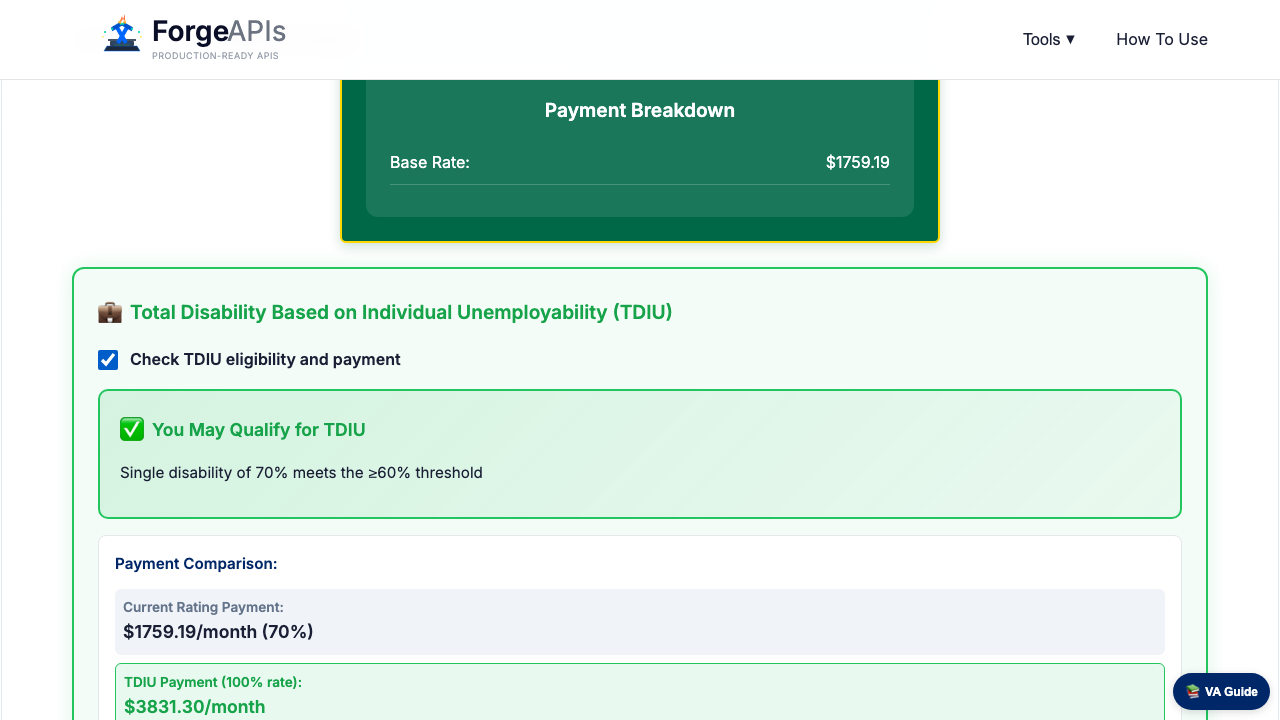 ForgeAPIs
PRODUCTION-READY APIS
Tools ▼
How To Use
Payment Breakdown
Base Rate: $1759.19
💼 Total Disability Based on Individual Unemployability (TDIU)
Check TDIU eligibility and payment
✅ You May Qualify for TDIU
Single disability of 70% meets the ≥60% threshold
Payment Comparison:
Current Rating Payment:
$1759.19/month (70%)
TDIU Payment (100% rate):
$3831.30/month
📚 VA Guide